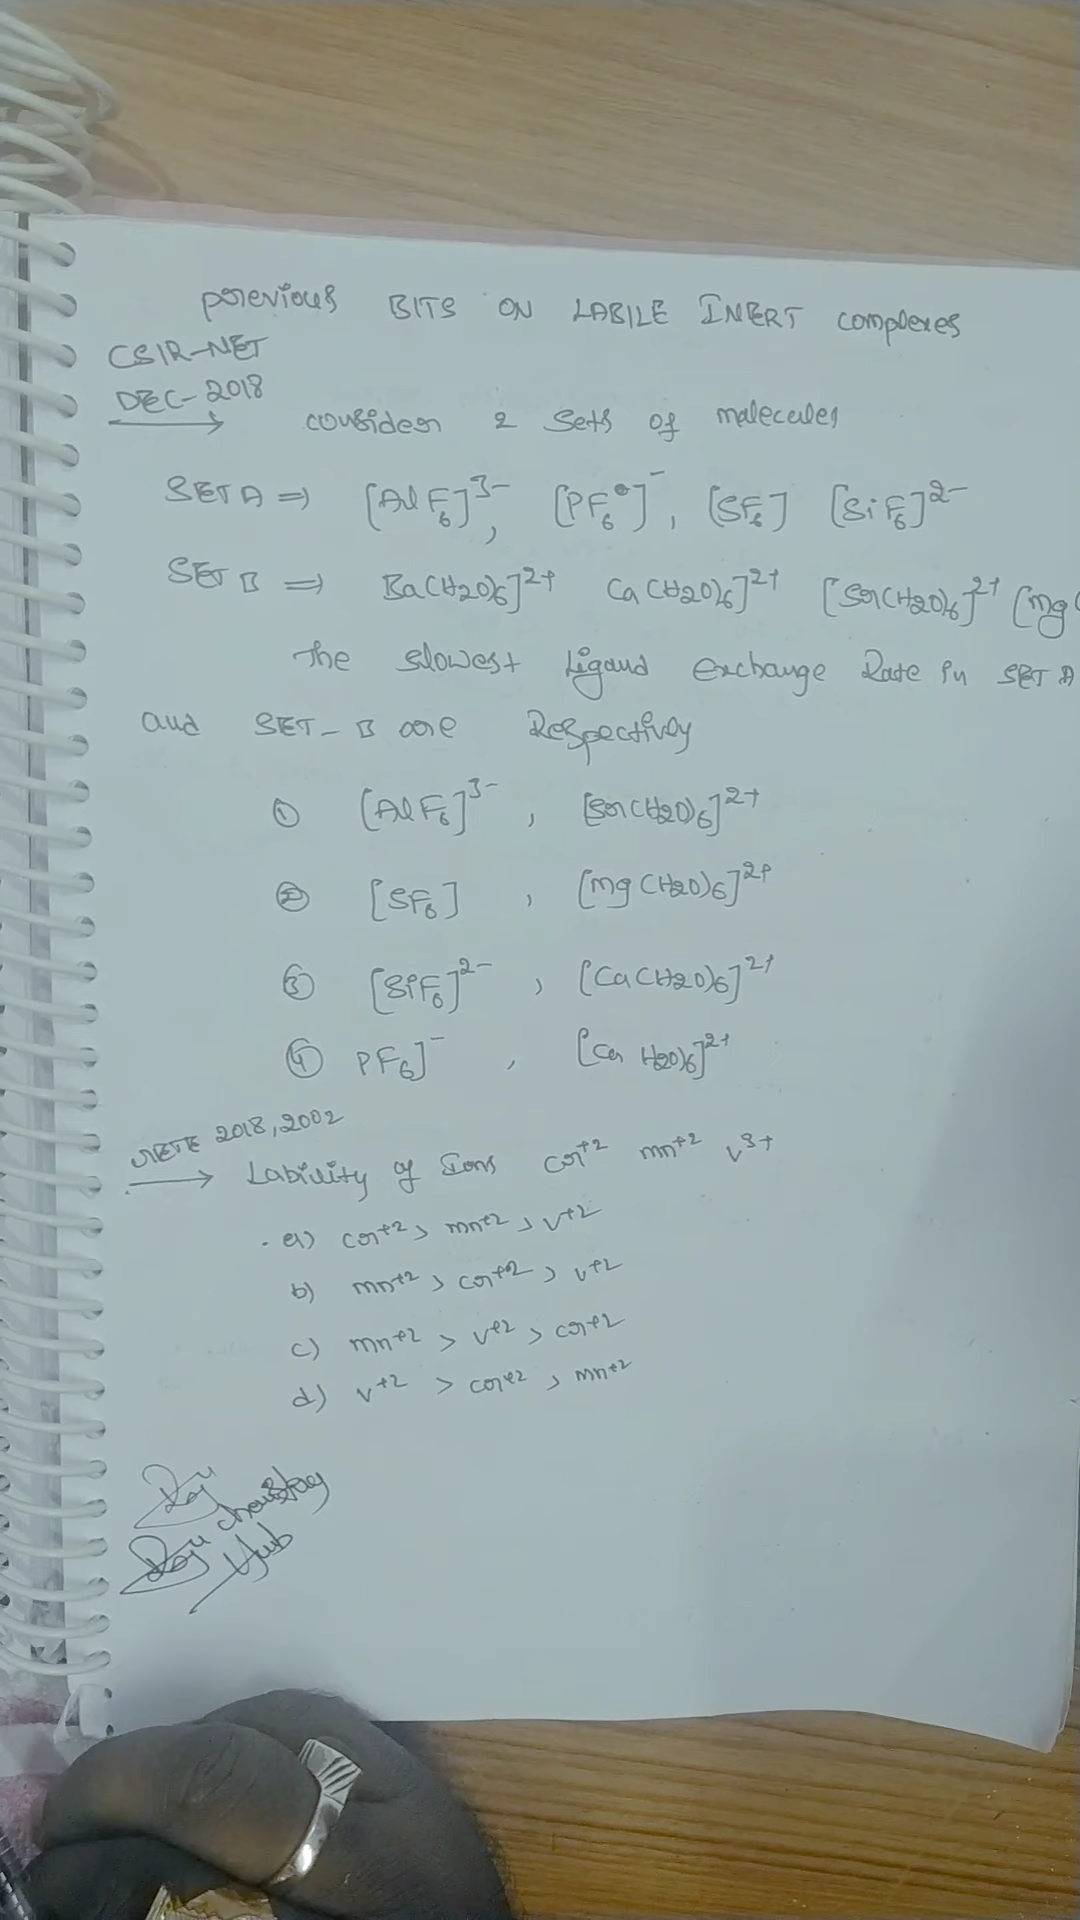 previous BITS ON LABILE INERT complexes
CSIR-NET
DEC-2018
consider 2 Sets of molecules
SET A ⇒ [AlF6]3-, [PF6]-, [SF6] [SiF6]2-
SET B ⇒ Ba(H2O)6]2+ Ca(H2O)6]2+ [Sr(H2O)6]2+ [mg(
The slowest Ligand exchange Rate in SET A
and SET-B are Respectively
① [AlF6]3-, [Sr(H2O)6]2+
② [SF6], [mg(H2O)6]2+
③ [SiF6]2-, [Ca(H2O)6]2+
④ PF6]-, [Ca H2O)6]2+
2018, 2002
→ Lability of Ions Cr+2 mn+2 V3+
a) Cr+2 > mn+2 > V+2
b) mn+2 > Cr+2 > V+2
c) mn+2 > V+2 > Cr+2
d) V+2 > Cr+2 > mn+2
Raju
Raju